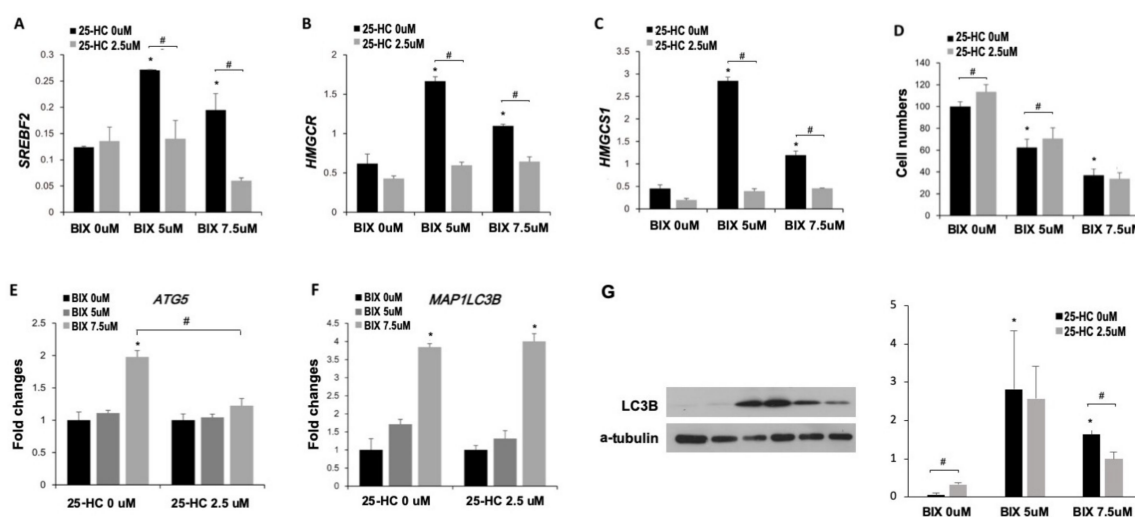 A
25-HC 0uM
25-HC 2.5uM
0.3
0.25
0.2
0.15
0.1
0.05
0
SREBF2
*
#
*
#
BIX 0uM BIX 5uM BIX 7.5uM
B
25-HC 0uM
25-HC 2.5uM
2
1.5
1
0.5
0
HMGCR
*
#
*
#
BIX 0uM BIX 5uM BIX 7.5uM
C
25-HC 0uM
25-HC 2.5uM
3.5
3
2.5
2
1.5
1
0.5
0
HMGCS1
*
#
*
#
BIX 0uM BIX 5uM BIX 7.5uM
D
25-HC 0uM
25-HC 2.5uM
140
120
100
80
60
40
20
0
Cell numbers
#
*
#
*
BIX 0uM BIX 5uM BIX 7.5uM
E
BIX 0uM
BIX 5uM
BIX 7.5uM
ATG5
2.5
2
1.5
1
0.5
0
Fold changes
*
#
25-HC 0 uM 25-HC 2.5 uM
F
BIX 0uM
BIX 5uM
BIX 7.5uM
MAP1LC3B
4.5
4
3.5
3
2.5
2
1.5
1
0.5
0
Fold changes
*
*
25-HC 0 uM 25-HC 2.5 uM
G
LC3B
a-tubulin
25-HC 0uM
25-HC 2.5uM
5
4
3
2
1
0
#
*
*
#
BIX 0uM BIX 5uM BIX 7.5uM